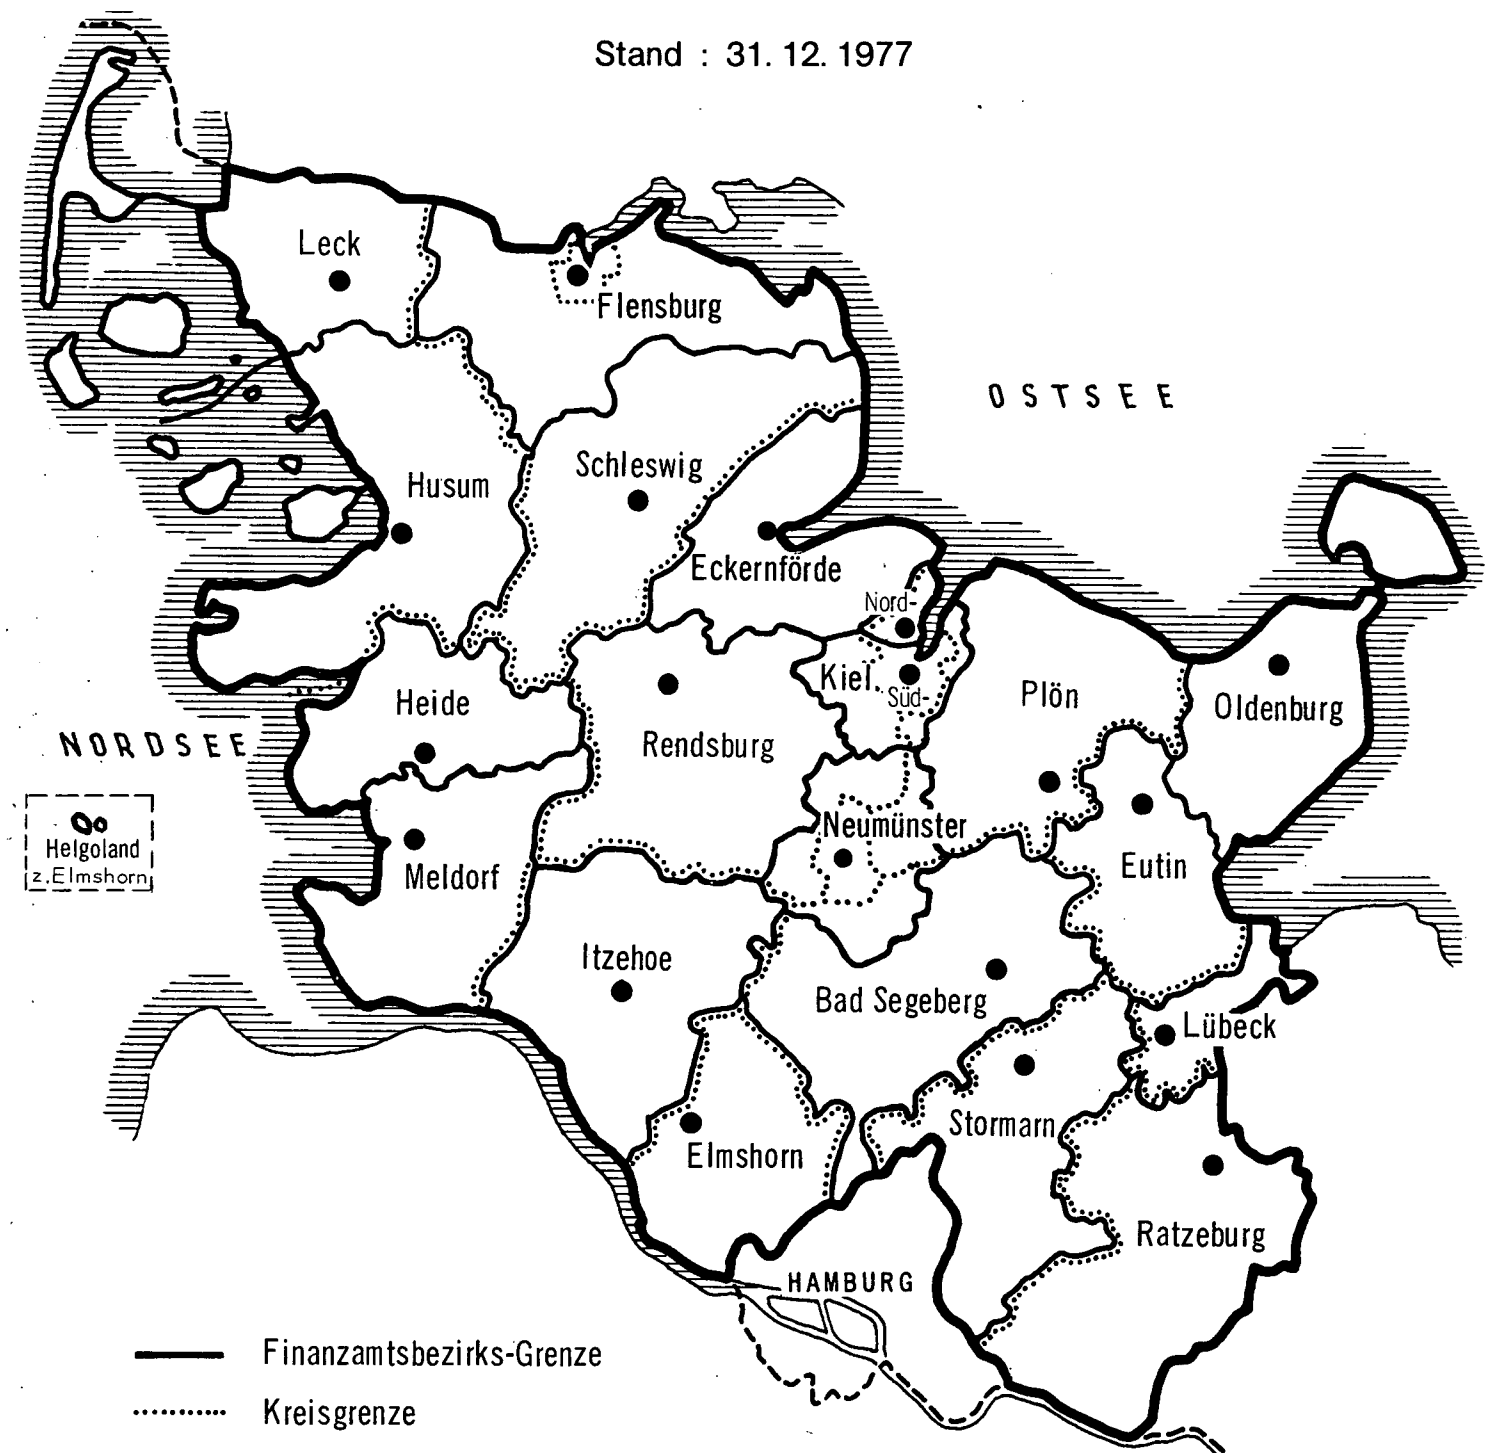 Stand : 31. 12. 1977
Leck
Flensburg
OSTSEE
Schleswig
Husum
Eckernförde
Nord-
Kiel
Süd-
Plön
Oldenburg
Heide
Rendsburg
NORDSEE
Helgoland
z. Elmshorn
Neumünster
Meldorf
Eutin
Itzehoe
Bad Segeberg
Lübeck
Stormarn
Elmshorn
Ratzeburg
HAMBURG
Finanzamtsbezirks-Grenze
Kreisgrenze